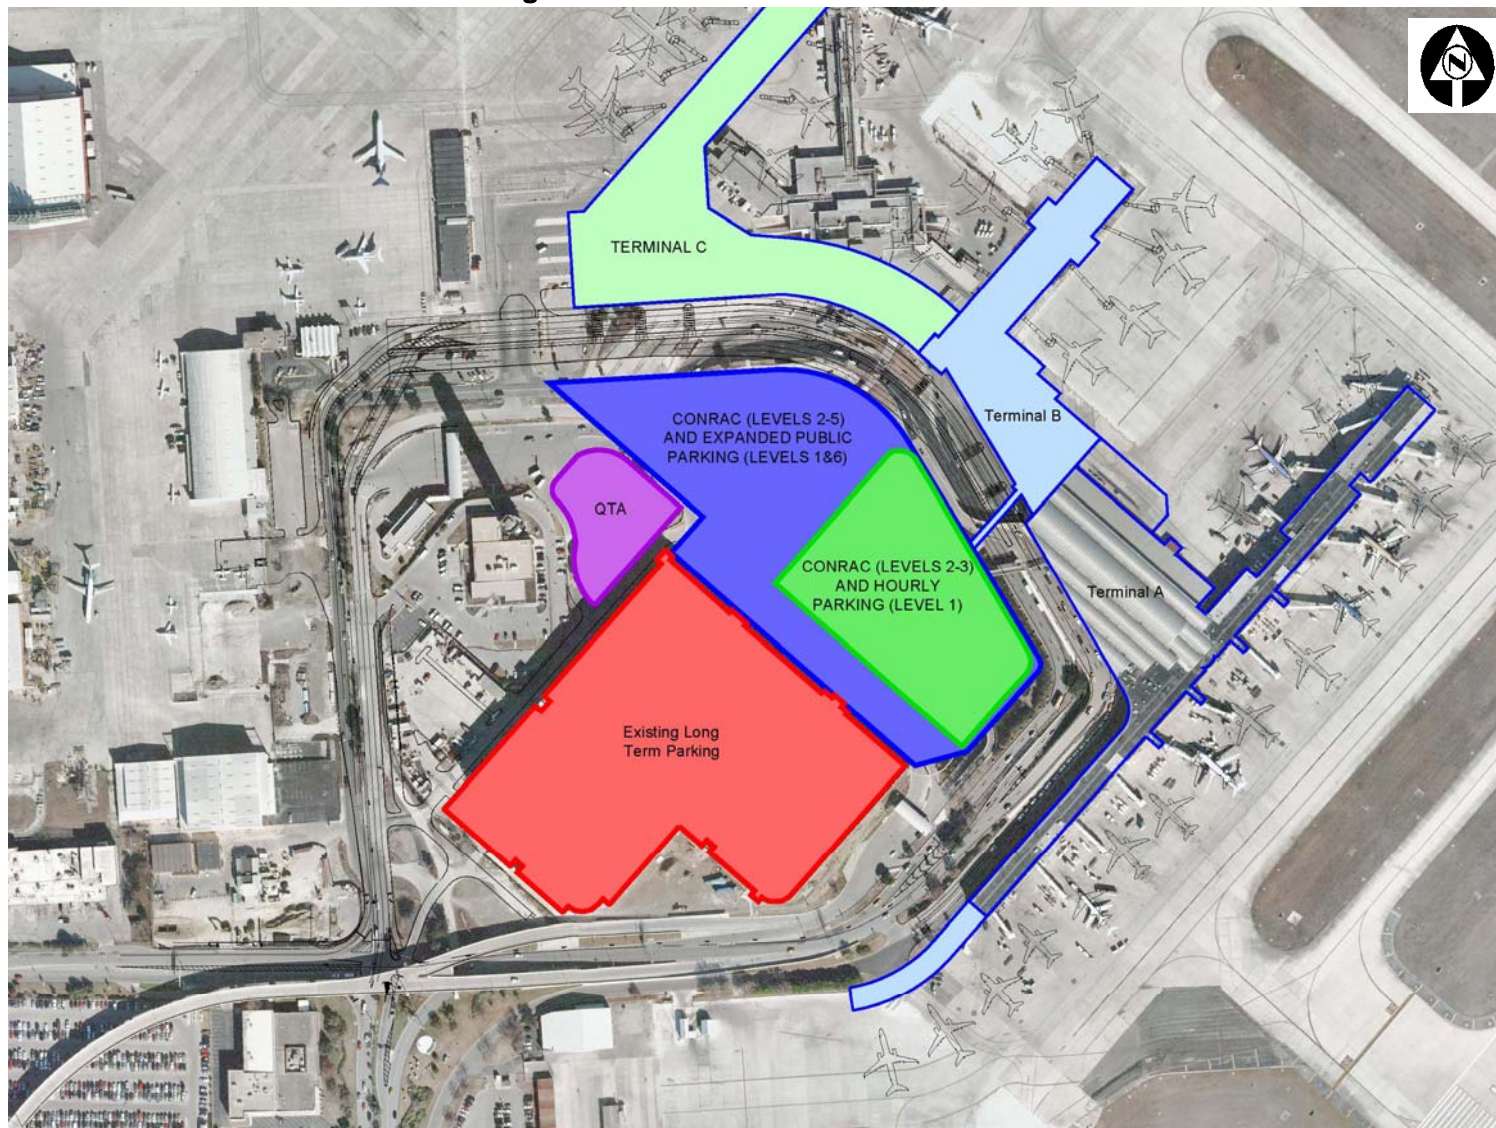 TERMINAL C
N
CONRAC (LEVELS 2-5)
AND EXPANDED PUBLIC
PARKING (LEVELS 1&6)
Terminal B
QTA
CONRAC (LEVELS 2-3)
AND HOURLY
PARKING (LEVEL 1)
Terminal A
Existing Long
Term Parking